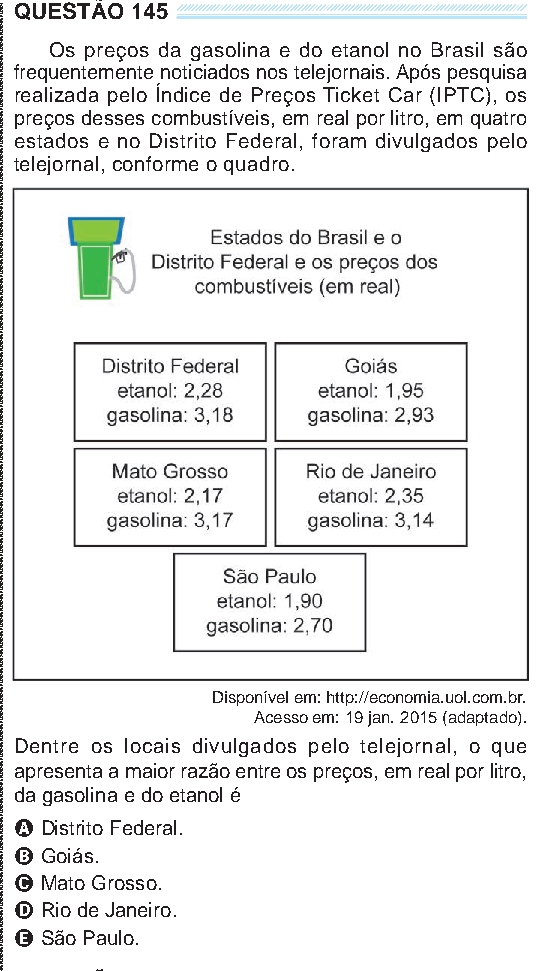 QUESTÃO 145
Os preços da gasolina e do etanol no Brasil são
frequentemente noticiados nos telejornais. Após pesquisa
realizada pelo Índice de Preços Ticket Car (IPTC), os
preços desses combustíveis, em real por litro, em quatro
estados e no Distrito Federal, foram divulgados pelo
telejornal, conforme o quadro.
Estados do Brasil e o
Distrito Federal e os preços dos
combustíveis (em real)
Distrito Federal
etanol: 2,28
gasolina: 3,18
Goiás
etanol: 1,95
gasolina: 2,93
Mato Grosso
etanol: 2,17
gasolina: 3,17
Rio de Janeiro
etanol: 2,35
gasolina: 3,14
São Paulo
etanol: 1,90
gasolina: 2,70
Disponível em: http://economia.uol.com.br.
Acesso em: 19 jan. 2015 (adaptado).
Dentre os locais divulgados pelo telejornal, o que
apresenta a maior razão entre os preços, em real por litro,
da gasolina e do etanol é
A Distrito Federal.
B Goiás.
C Mato Grosso.
D Rio de Janeiro.
E São Paulo.